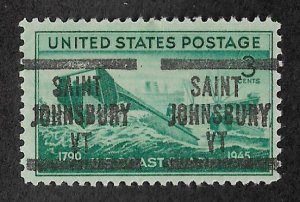 UNITED STATES POSTAGE
3
CENTS
SAINT SAINT
JOHNSBURY JOHNSBURY
VT. VT.
1790 1945